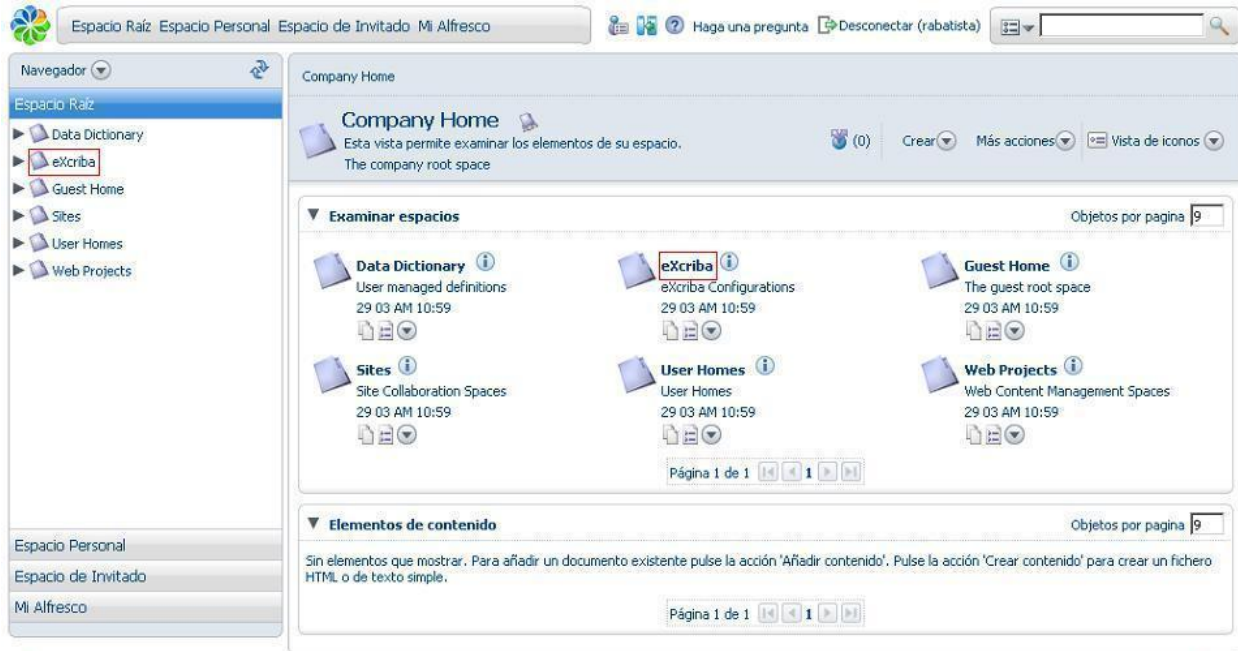 Espacio Raíz Espacio Personal Espacio de Invitado Mi Alfresco
Haga una pregunta Desconectar (rabatista)
Navegador
Espacio Raíz
Data Dictionary
eXcriba
Guest Home
Sites
User Homes
Web Projects
Espacio Personal
Espacio de Invitado
Mi Alfresco
Company Home
Company Home
Esta vista permite examinar los elementos de su espacio.
The company root space
(0) Crear Más acciones Vista de iconos
Examinar espacios Objetos por pagina 9
Data Dictionary
User managed definitions
29 03 AM 10:59
eXcriba
eXcriba Configurations
29 03 AM 10:59
Guest Home
The guest root space
29 03 AM 10:59
Sites
Site Collaboration Spaces
29 03 AM 10:59
User Homes
User Homes
29 03 AM 10:59
Web Projects
Web Content Management Spaces
29 03 AM 10:59
Página 1 de 1 1
Elementos de contenido Objetos por pagina 9
Sin elementos que mostrar. Para añadir un documento existente pulse la acción 'Añadir contenido'. Pulse la acción 'Crear contenido' para crear un fichero
HTML o de texto simple.
Página 1 de 1 1